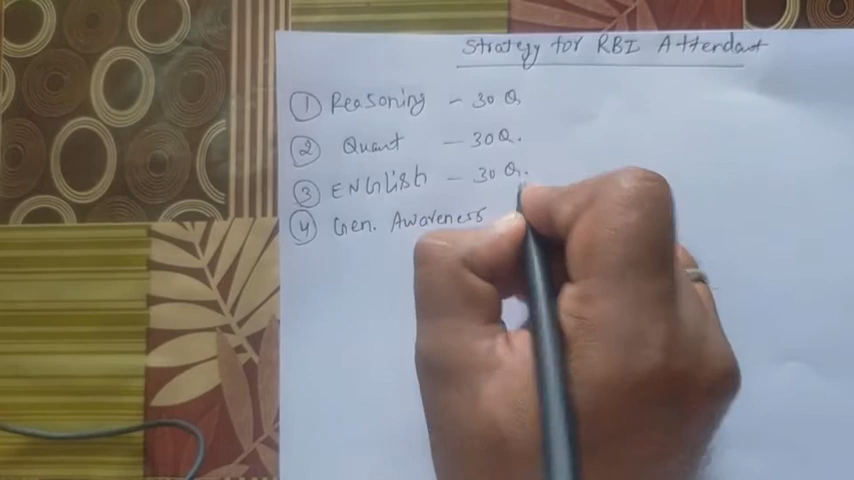 Strategy for RBI Attendant
1 Reasoning - 30 Q.
2 Quant - 30 Q.
3 ENGlish - 30 Q.
4 Gen. Awareness